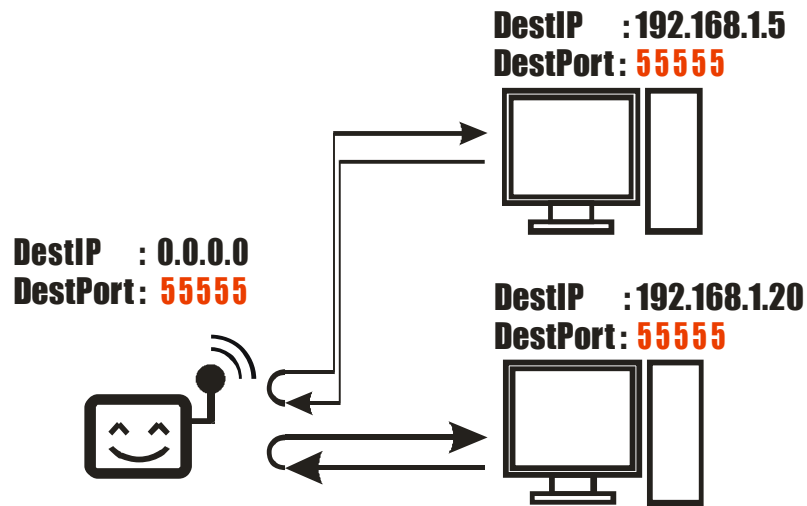 DestIP : 192.168.1.5
DestPort : 55555
DestIP : 0.0.0.0
DestPort : 55555
DestIP : 192.168.1.20
DestPort : 55555